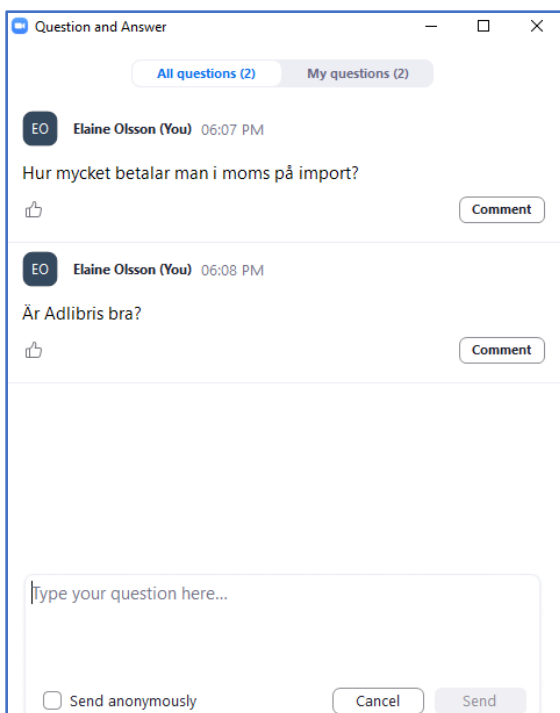 Question and Answer
All questions (2) My questions (2)
EO Elaine Olsson (You) 06:07 PM
Hur mycket betalar man i moms på import?
Comment
EO Elaine Olsson (You) 06:08 PM
Är Adlibris bra?
Comment
Type your question here...
Send anonymously Cancel Send